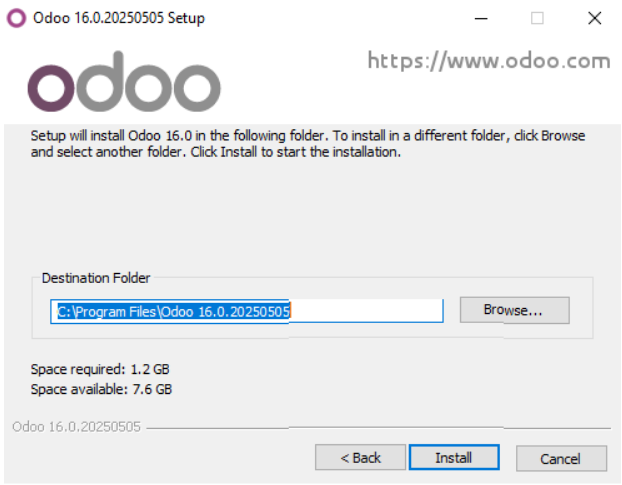 Odoo 16.0.20250505 Setup
odoo
https://www.odoo.com
Setup will install Odoo 16.0 in the following folder. To install in a different folder, click Browse
and select another folder. Click Install to start the installation.
Destination Folder
C:\Program Files\Odoo 16.0.20250505
Browse...
Space required: 1.2 GB
Space available: 7.6 GB
Odoo 16.0.20250505
< Back
Install
Cancel